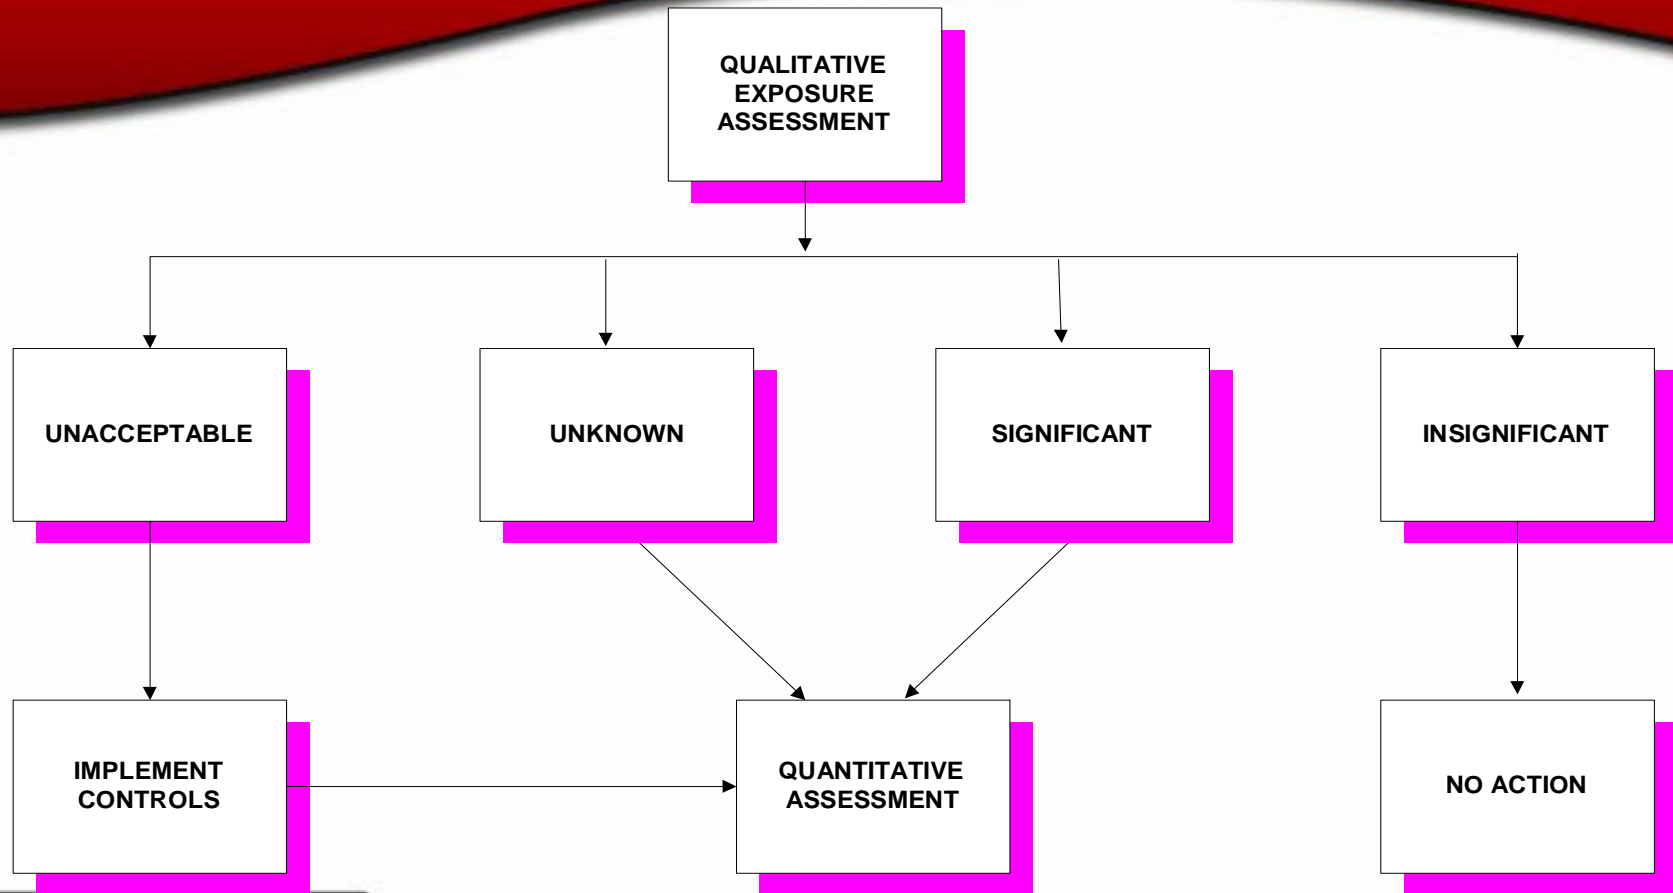 QUALITATIVE
EXPOSURE
ASSESSMENT
UNACCEPTABLE
UNKNOWN
SIGNIFICANT
INSIGNIFICANT
IMPLEMENT
CONTROLS
QUANTITATIVE
ASSESSMENT
NO ACTION